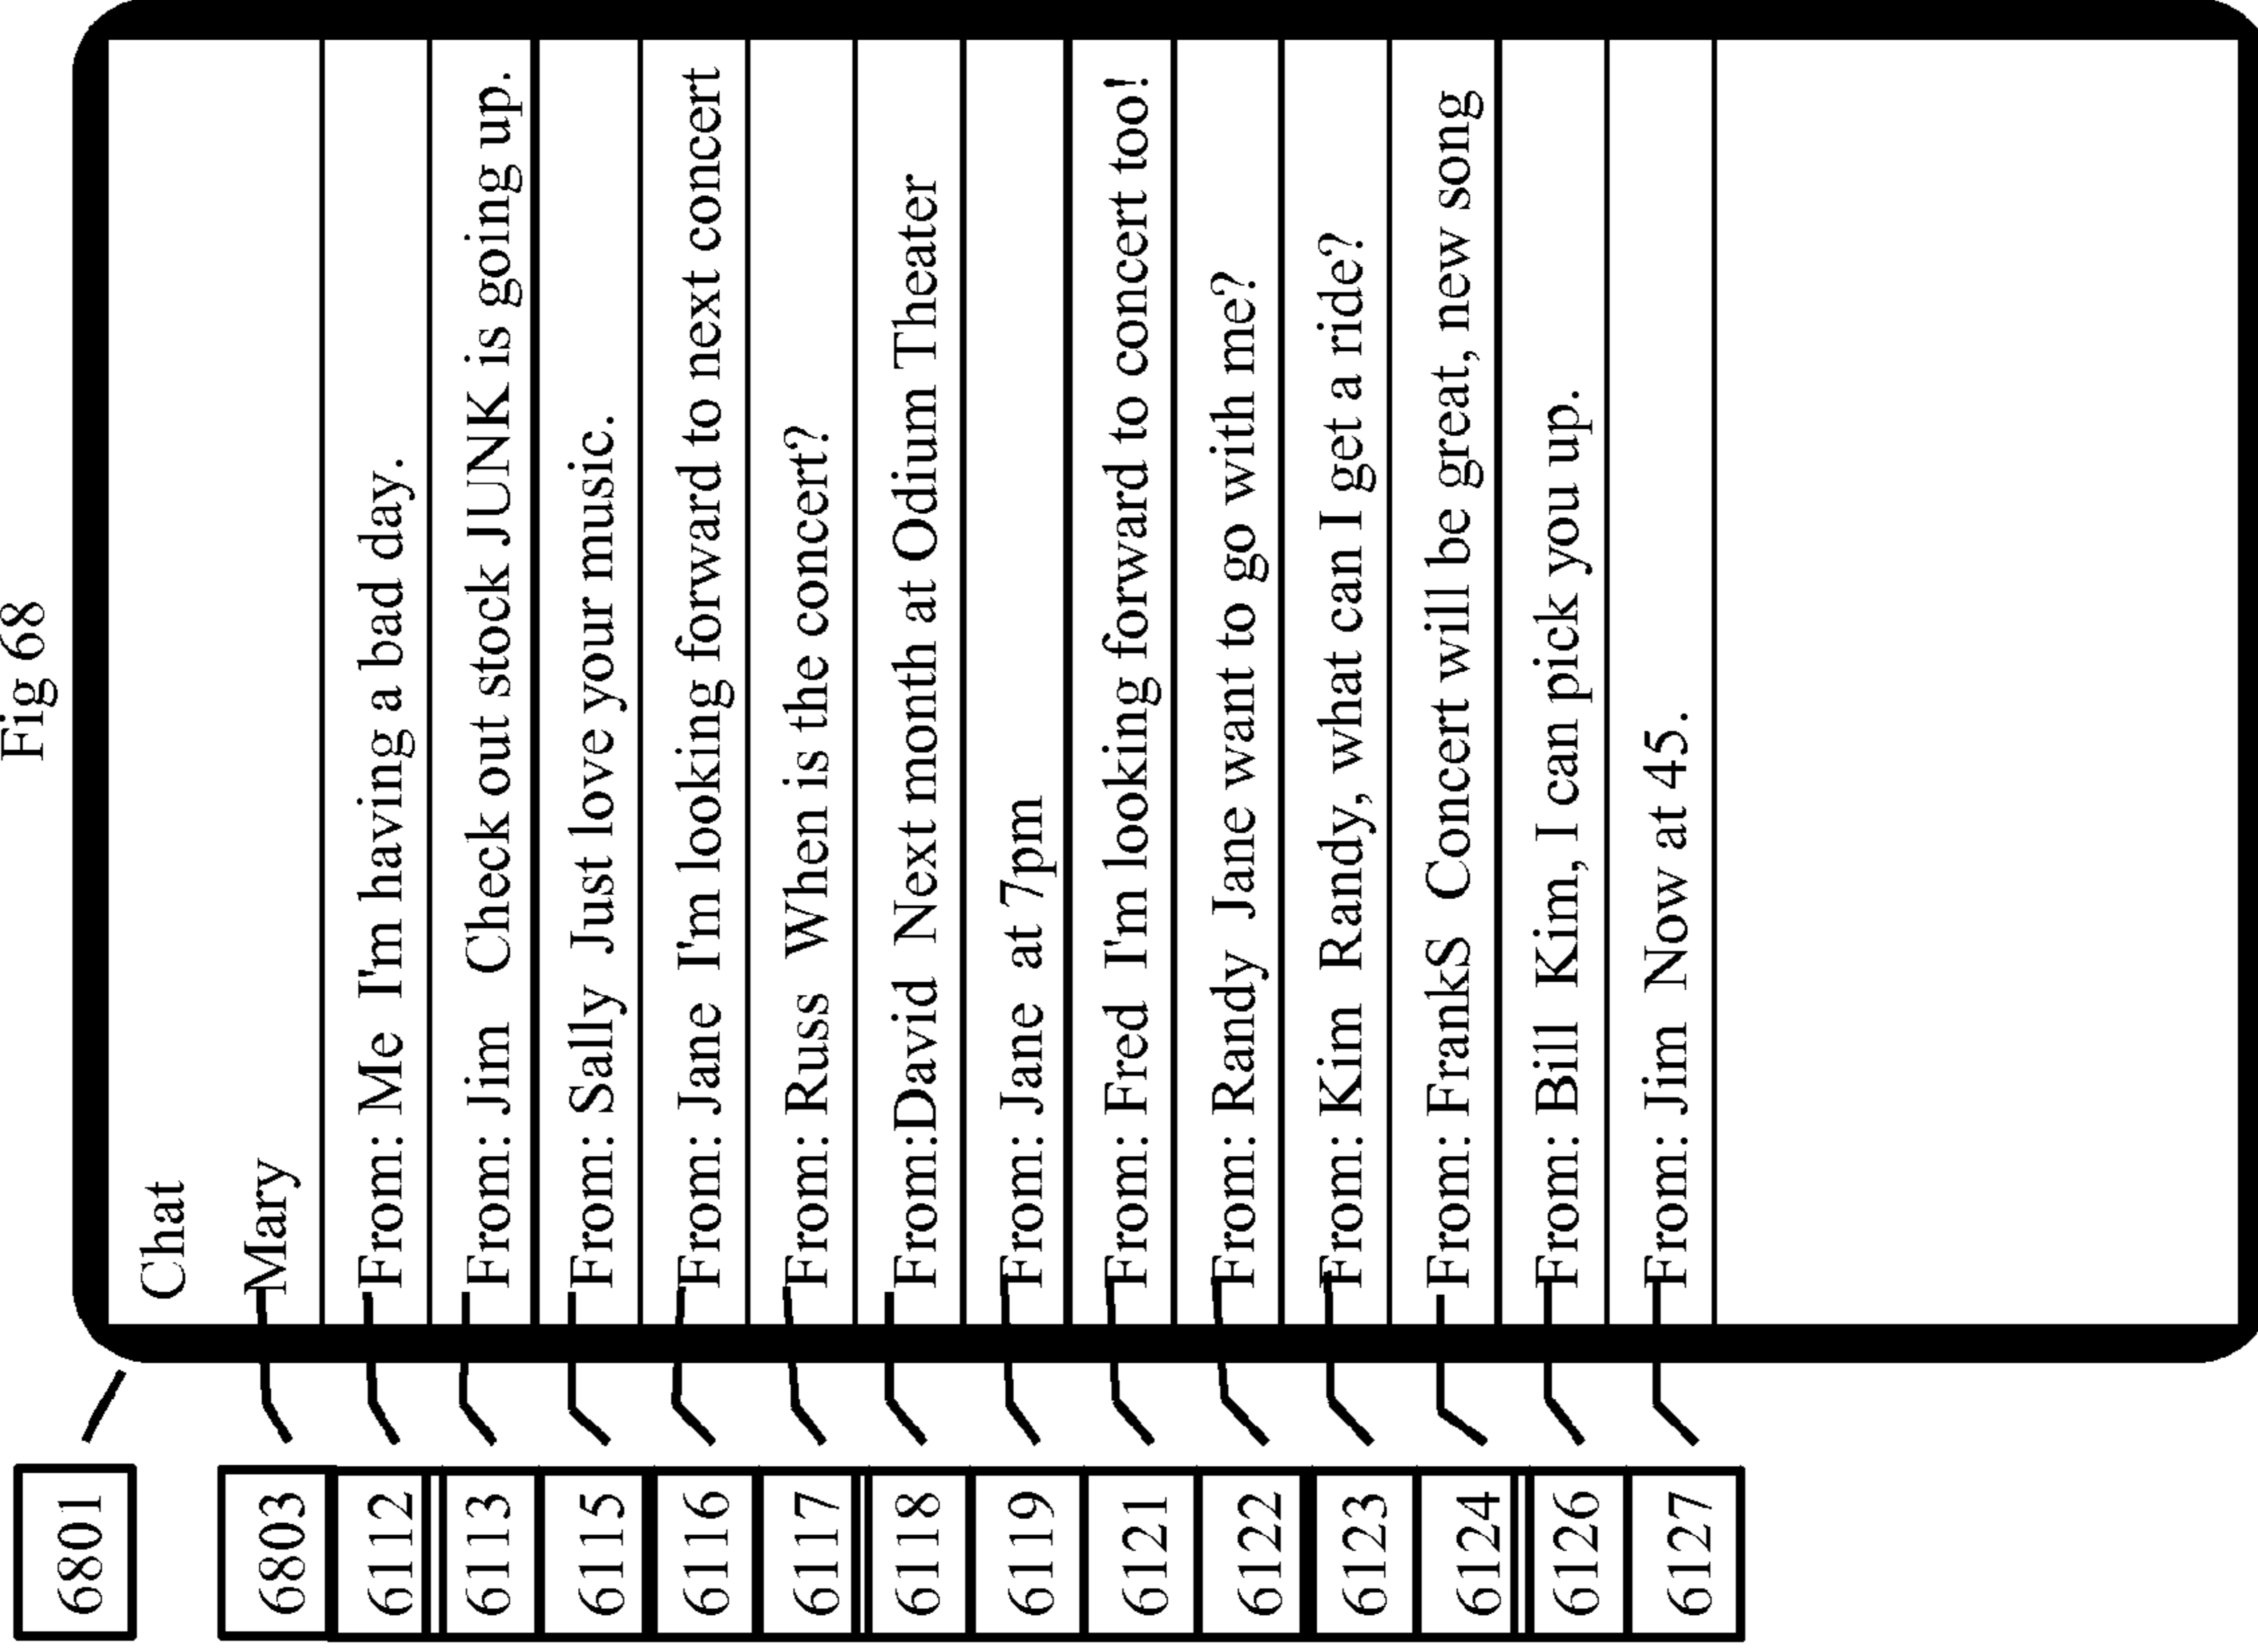 Fig 68
6801
Chat
6803 Mary
6112 From: Me I'm having a bad day.
6113 From: Jim Check out stock JUNK is going up.
6115 From: Sally Just love your music.
6116 From: Jane I'm looking forward to next concert
6117 From: Russ When is the concert?
6118 From:David Next month at Odium Theater
6119 From: Jane at 7pm
6121 From: Fred I'm looking forward to concert too!
6122 From: Randy Jane want to go with me?
6123 From: Kim Randy, what can I get a ride?
6124 From: FrankS Concert will be great, new song
6126 From: Bill Kim, I can pick you up.
6127 From: Jim Now at 45.